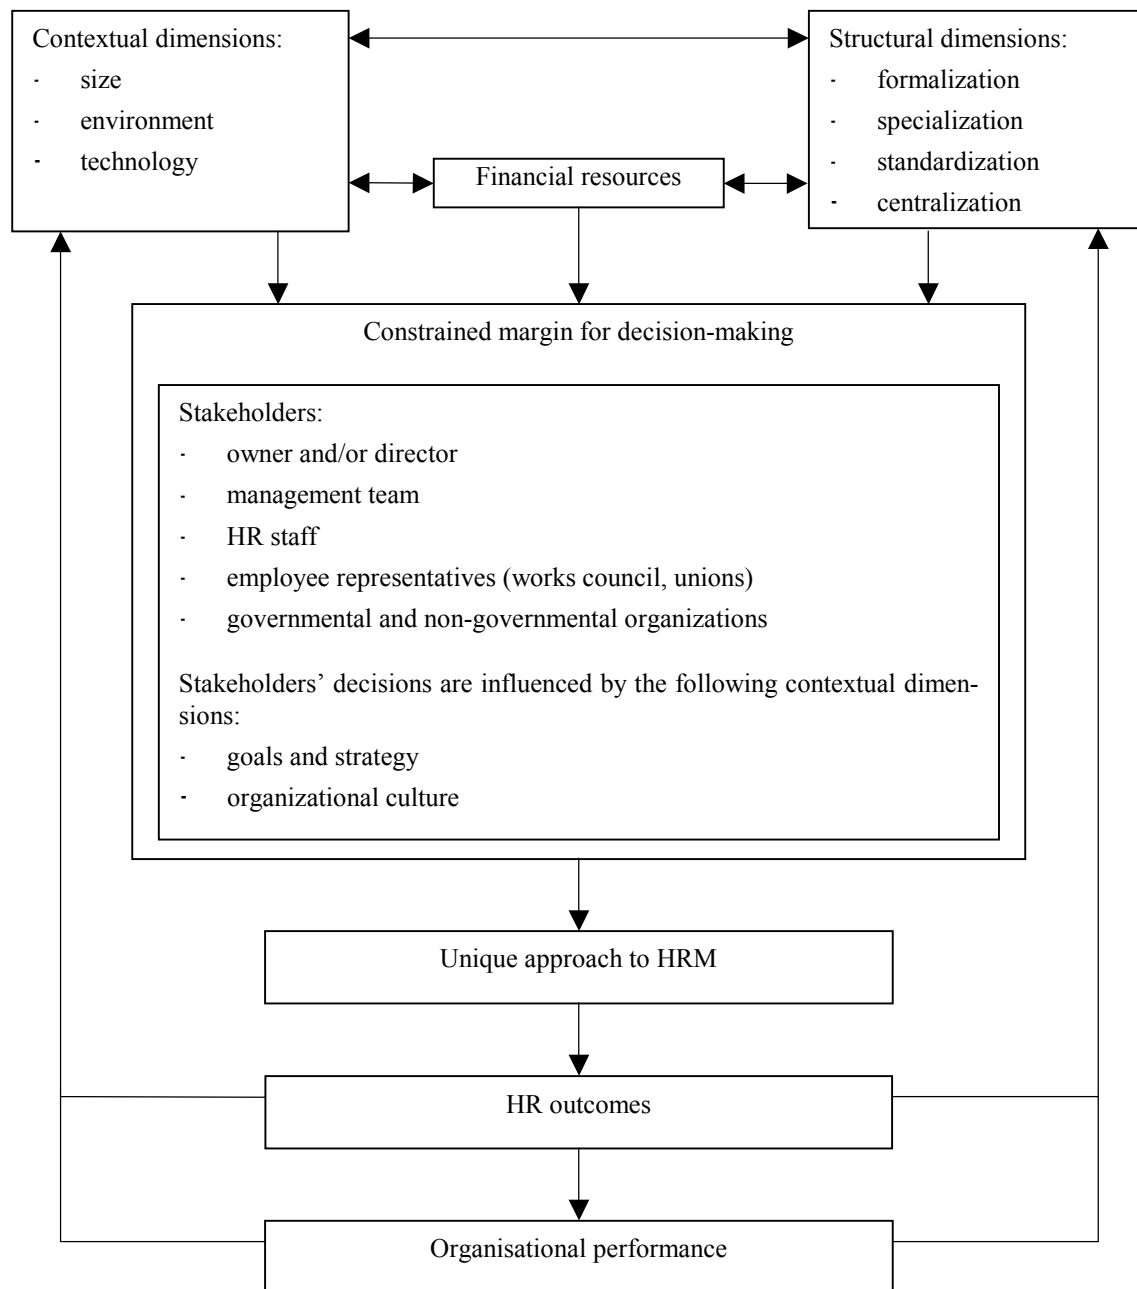 Contextual dimensions:
- size
- environment
- technology
Structural dimensions:
- formalization
- specialization
- standardization
- centralization
Financial resources
Constrained margin for decision-making
Stakeholders:
- owner and/or director
- management team
- HR staff
- employee representatives (works council, unions)
- governmental and non-governmental organizations
Stakeholders’ decisions are influenced by the following contextual dimen-
sions:
- goals and strategy
- organizational culture
Unique approach to HRM
HR outcomes
Organisational performance